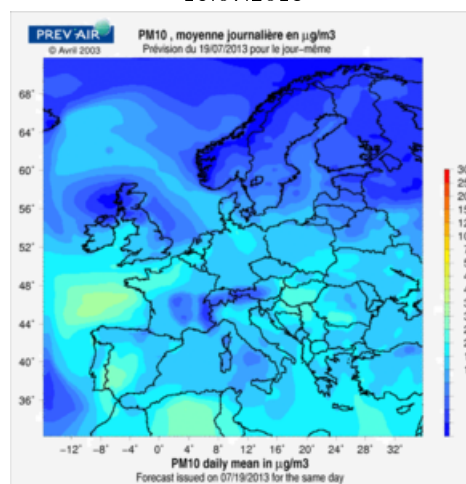 PREV'AIR
© Avril 2003
PM10 , moyenne journalière en µg/m3
Prévision du 19/07/2013 pour le jour-même
68°
64°
60°
56°
52°
48°
44°
40°
36°
−12° −8° −4° 0° 4° 8° 12° 16° 20° 24° 28° 32°
PM10 daily mean in µg/m3
Forecast issued on 07/19/2013 for the same day